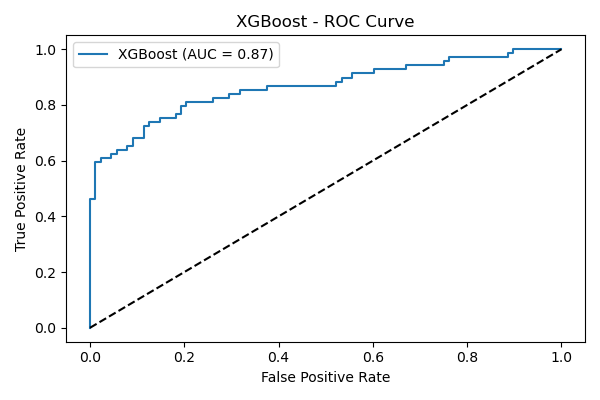 XGBoost - ROC Curve
XGBoost (AUC = 0.87)
1.0
0.8
0.6
0.4
0.2
0.0
True Positive Rate
0.0 0.2 0.4 0.6 0.8 1.0
False Positive Rate